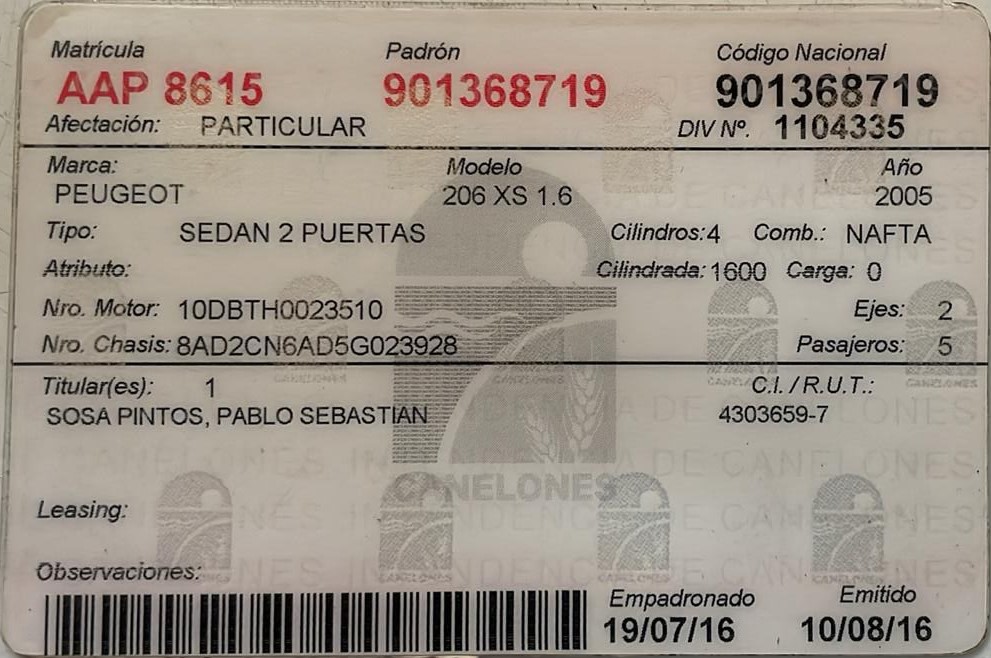 Matrícula Padrón Código Nacional
AAP 8615 901368719 901368719
Afectación: PARTICULAR DIV Nº. 1104335
Marca: Modelo Año
PEUGEOT 206 XS 1.6 2005
Tipo: SEDAN 2 PUERTAS Cilindros: 4 Comb.: NAFTA
Atributo: Cilindrada: 1600 Carga: 0
Nro. Motor: 10DBTH0023510 Ejes: 2
Nro. Chasis: 8AD2CN6AD5G023928 Pasajeros: 5
Titular(es): 1 C.I. / R.U.T.:
SOSA PINTOS, PABLO SEBASTIAN 4303659-7
CANELONES
Leasing:
Observaciones:
Empadronado Emitido
19/07/16 10/08/16